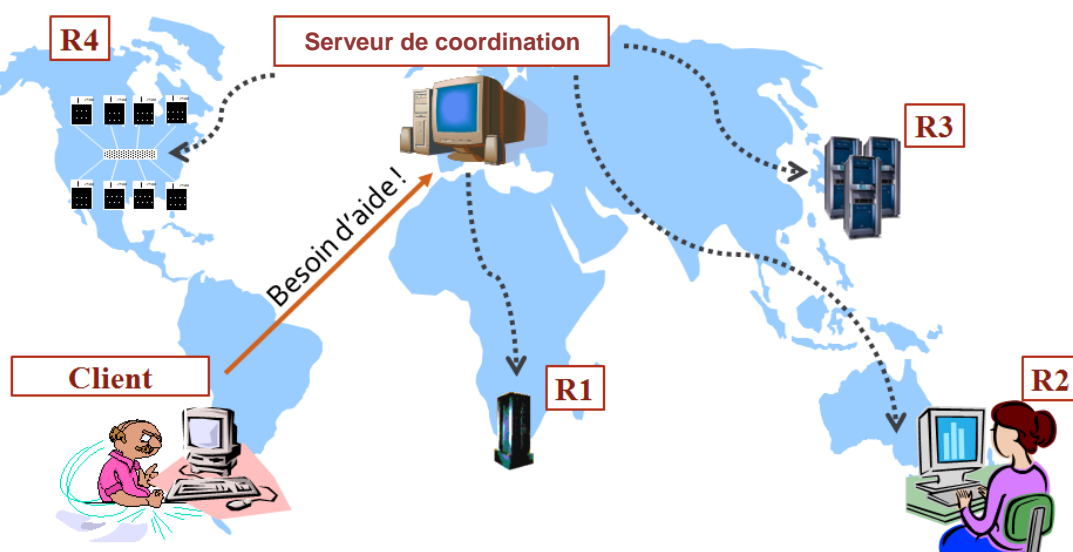 R4
Serveur de coordination
R3
Besoin d'aide !
Client
R1
R2